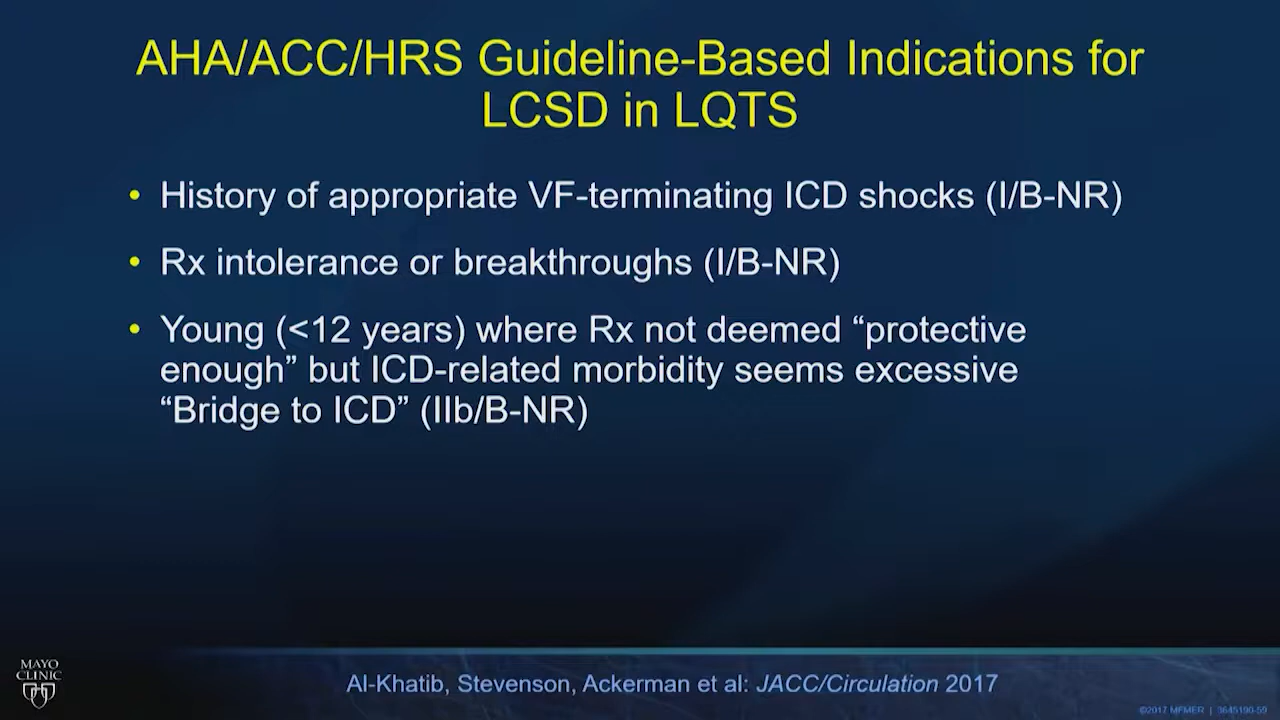 AHA/ACC/HRS Guideline-Based Indications for
LCSD in LQTS
• History of appropriate VF-terminating ICD shocks (I/B-NR)
• Rx intolerance or breakthroughs (I/B-NR)
• Young (<12 years) where Rx not deemed “protective
enough” but ICD-related morbidity seems excessive
“Bridge to ICD” (IIb/B-NR)
MAYO
CLINIC
Al-Khatib, Stevenson, Ackerman et al: JACC/Circulation 2017
©2017 MFMER | 3645190-59